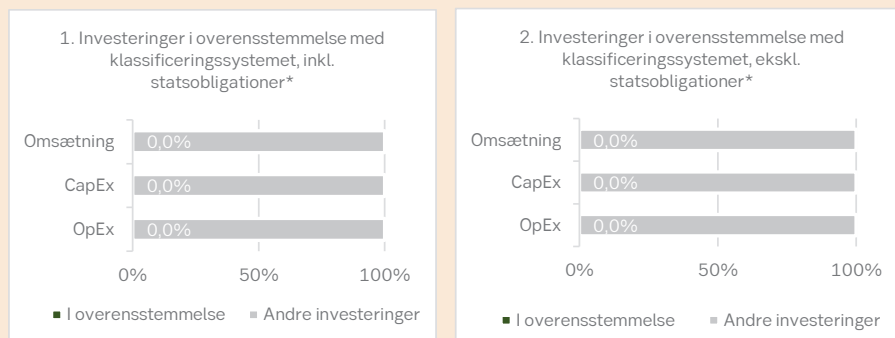 1. Investeringer i overensstemmelse med
klassificeringssystemet, inkl.
statsobligationer*
Omsætning
0,0%
CapEx
0,0%
OpEx
0,0%
0%
50%
100%
I overensstemmelse
Andre investeringer
2. Investeringer i overensstemmelse med
klassificeringssystemet, ekskl.
statsobligationer*
Omsætning
0,0%
CapEx
0,0%
OpEx
0,0%
0%
50%
100%
I overensstemmelse
Andre investeringer